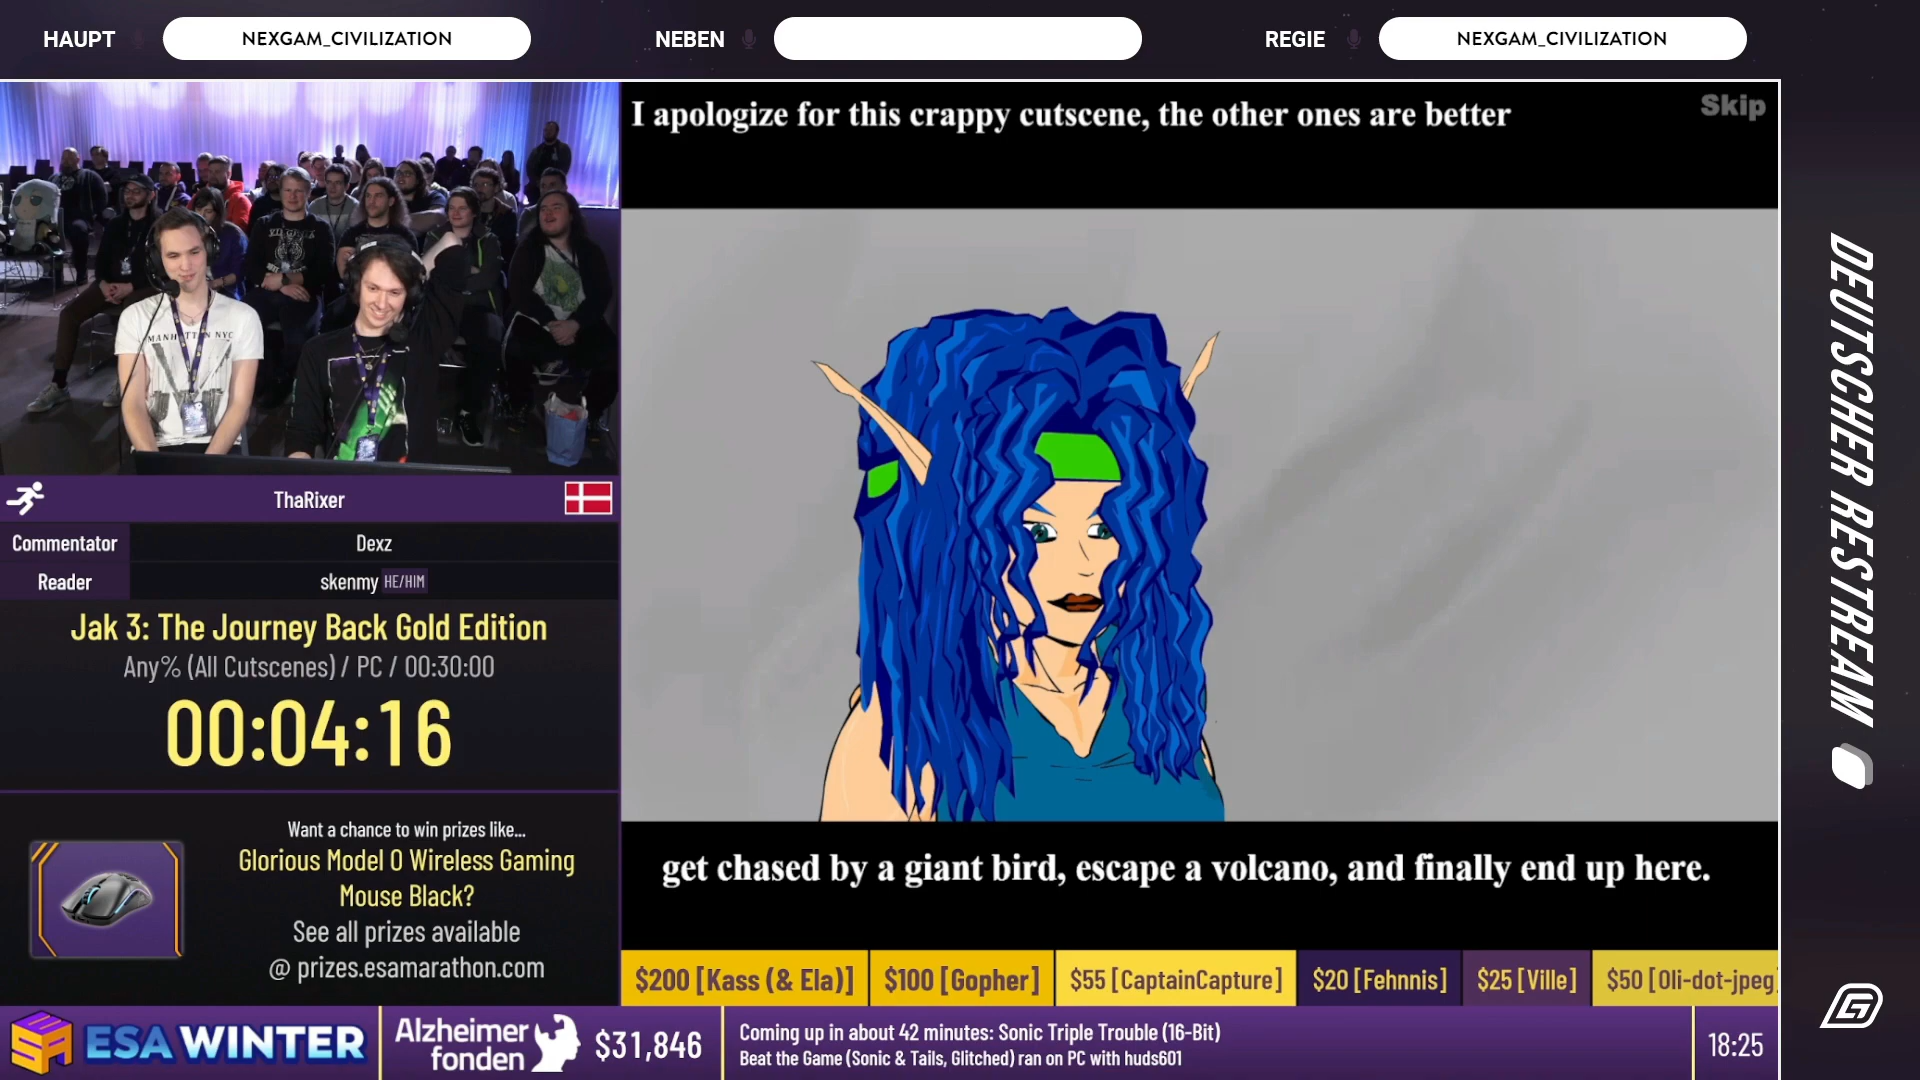 HAUPT
NEXGAM_CIVILIZATION
NEBEN
REGIE
NEXGAM_CIVILIZATION
I apologize for this crappy cutscene, the other ones are better
Skip
MANHATTAN NYC
get chased by a giant bird, escape a volcano, and finally end up here.
ThaRixer
Commentator
Dexz
Reader
skenmy HE/HIM
Jak 3: The Journey Back Gold Edition
Any% (All Cutscenes) / PC / 00:30:00
00:04:16
Want a chance to win prizes like...
Glorious Model O Wireless Gaming
Mouse Black?
See all prizes available
@ prizes.esamarathon.com
$200 [Kass (& Ela)]
$100 [Gopher]
$55 [CaptainCapture]
$20 [Fehnnis]
$25 [Ville]
$50 [Oli-dot-jpeg]
ESA WINTER
Alzheimer
fonden
$31,846
Coming up in about 42 minutes: Sonic Triple Trouble (16-Bit)
Beat the Game (Sonic & Tails, Glitched) ran on PC with huds601
18:25
DEUTSCHER RESTREAM